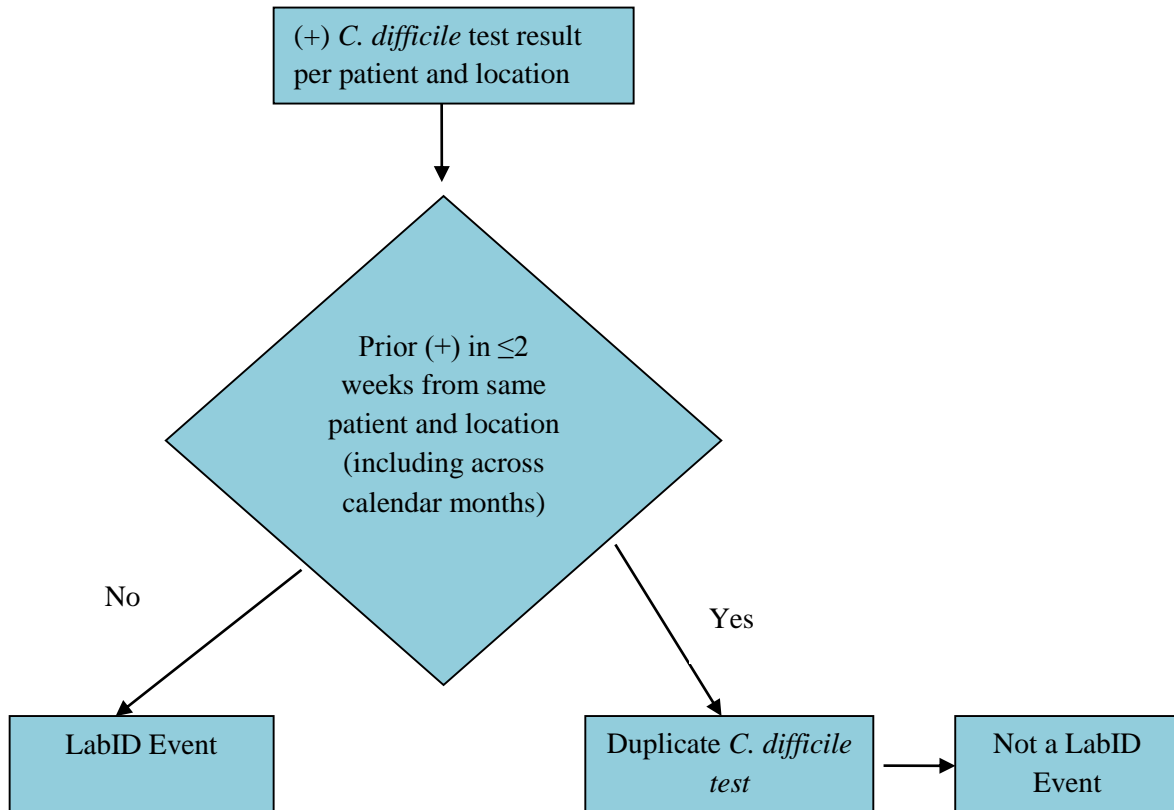 (+) C. difficile test result
per patient and location
Prior (+) in ≤2
weeks from same
patient and location
(including across
calendar months)
No
Yes
LabID Event
Duplicate C. difficile
test
Not a LabID
Event